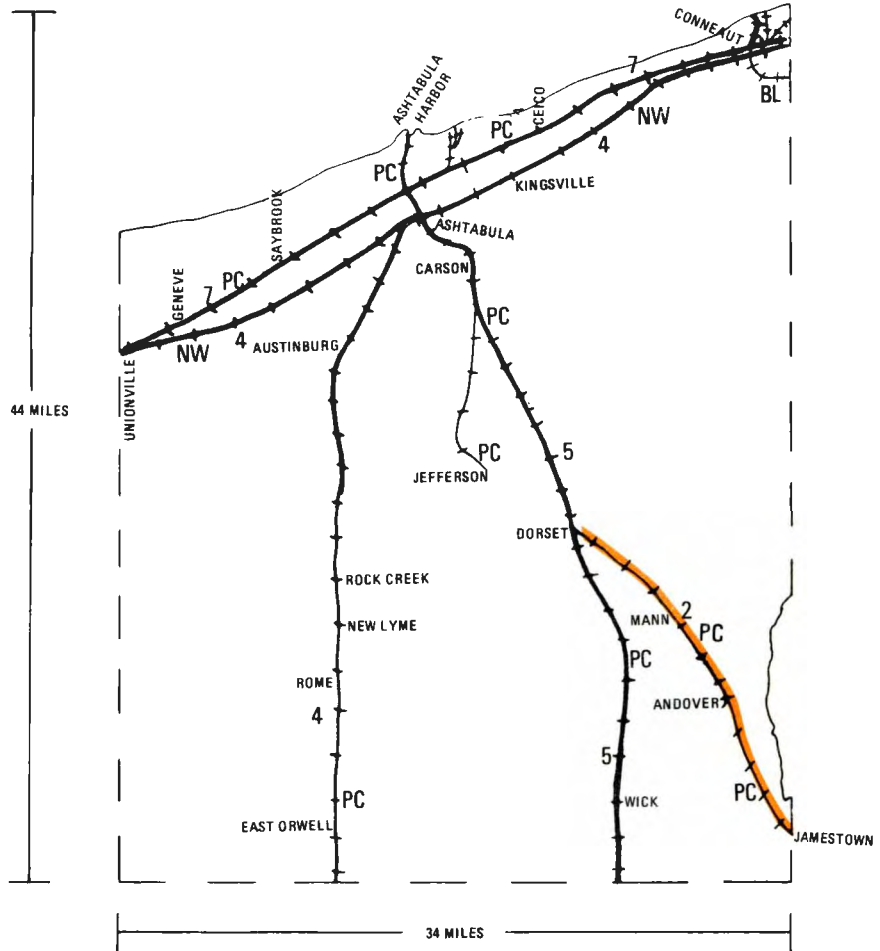 CONNEAUT
7
BL
ASHTABULA
HARBOR
PC
CEICO
NW
4
PC
KINGSVILLE
SAYBROOK
ASHTABULA
CARSON
GENEVE
7
PC
PC
4
NW
AUSTINBURG
UNIONVILLE
44 MILES
5
PC
JEFFERSON
DORSET
ROCK CREEK
MANN
2
NEW LYME
PC
PC
ROME
ANDOVER
4
5
PC
PC
WICK
EAST ORWELL
JAMESTOWN
34 MILES